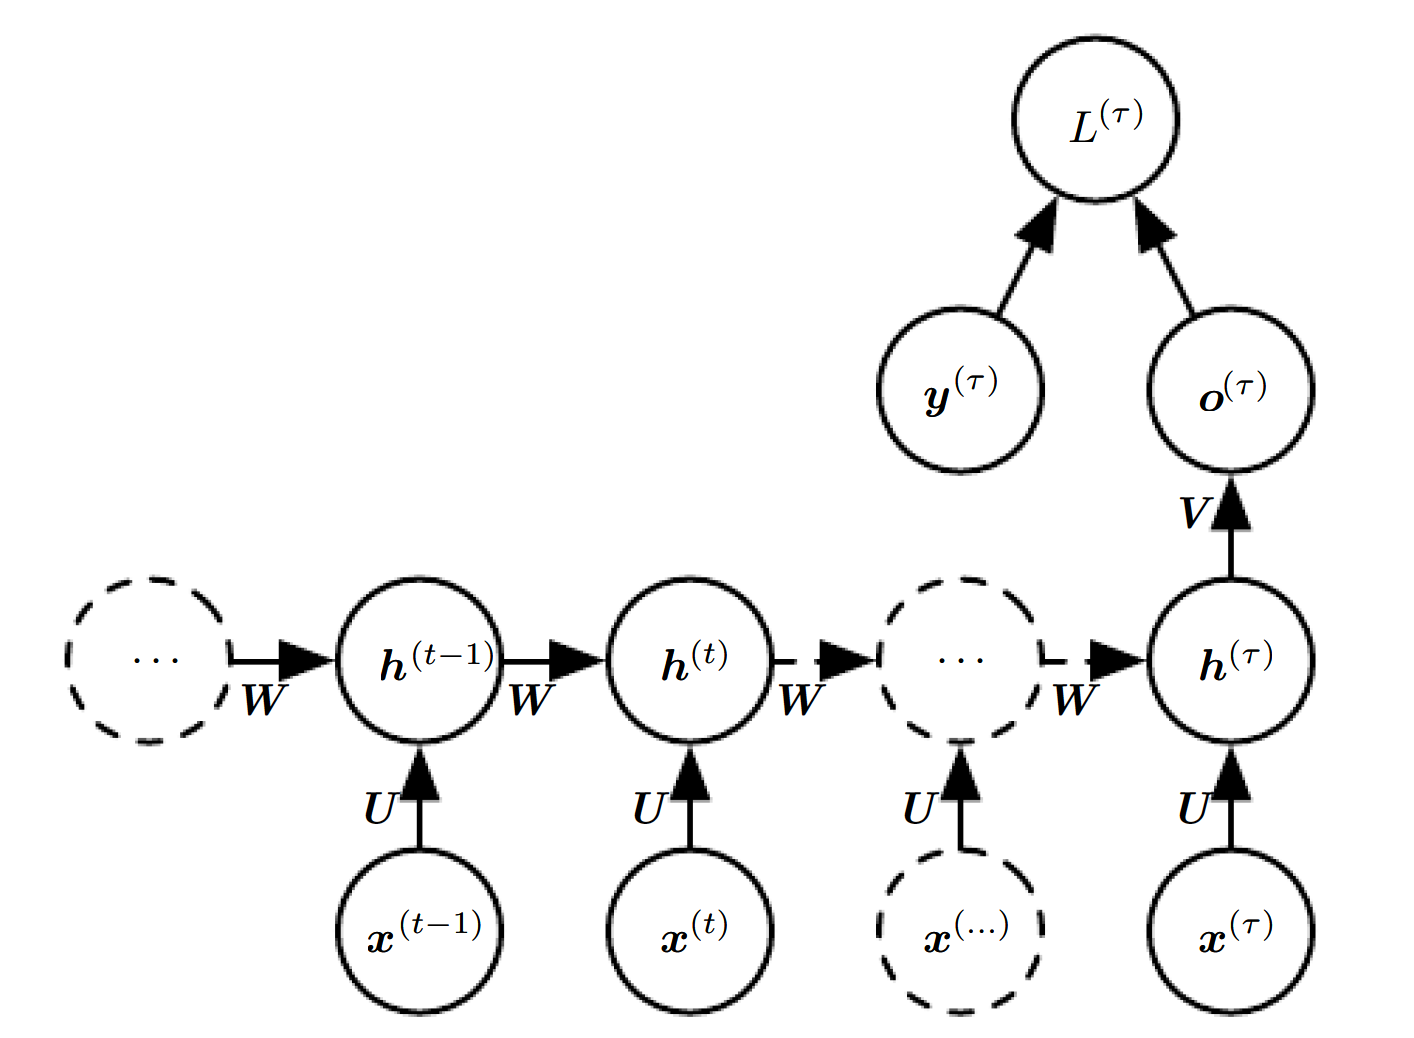 L^(τ)
y^(τ) o^(τ)
V
⋯ h^(t−1) h^(t) ⋯ h^(τ)
W W W W
U U U U
x^(t−1) x^(t) x^(...) x^(τ)